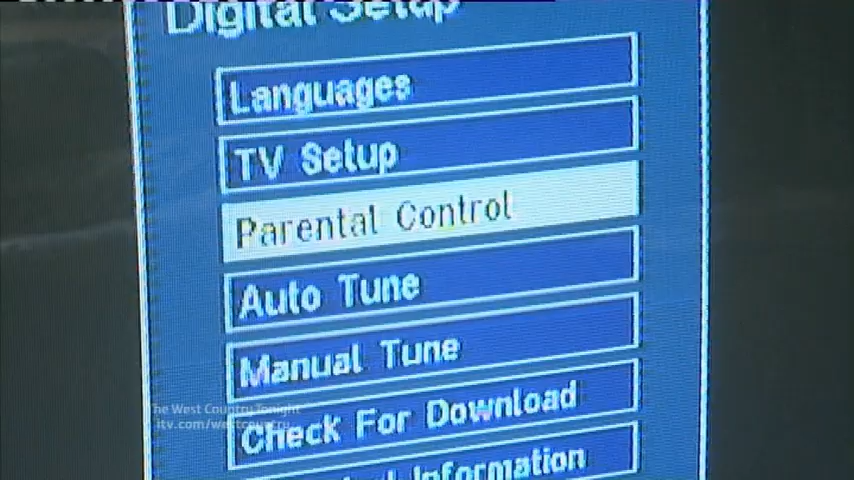 Digital Setup
Languages
TV Setup
Parental Control
Auto Tune
Manual Tune
Check For Download
Information
The West Country Tonight
itv.com/westcountry